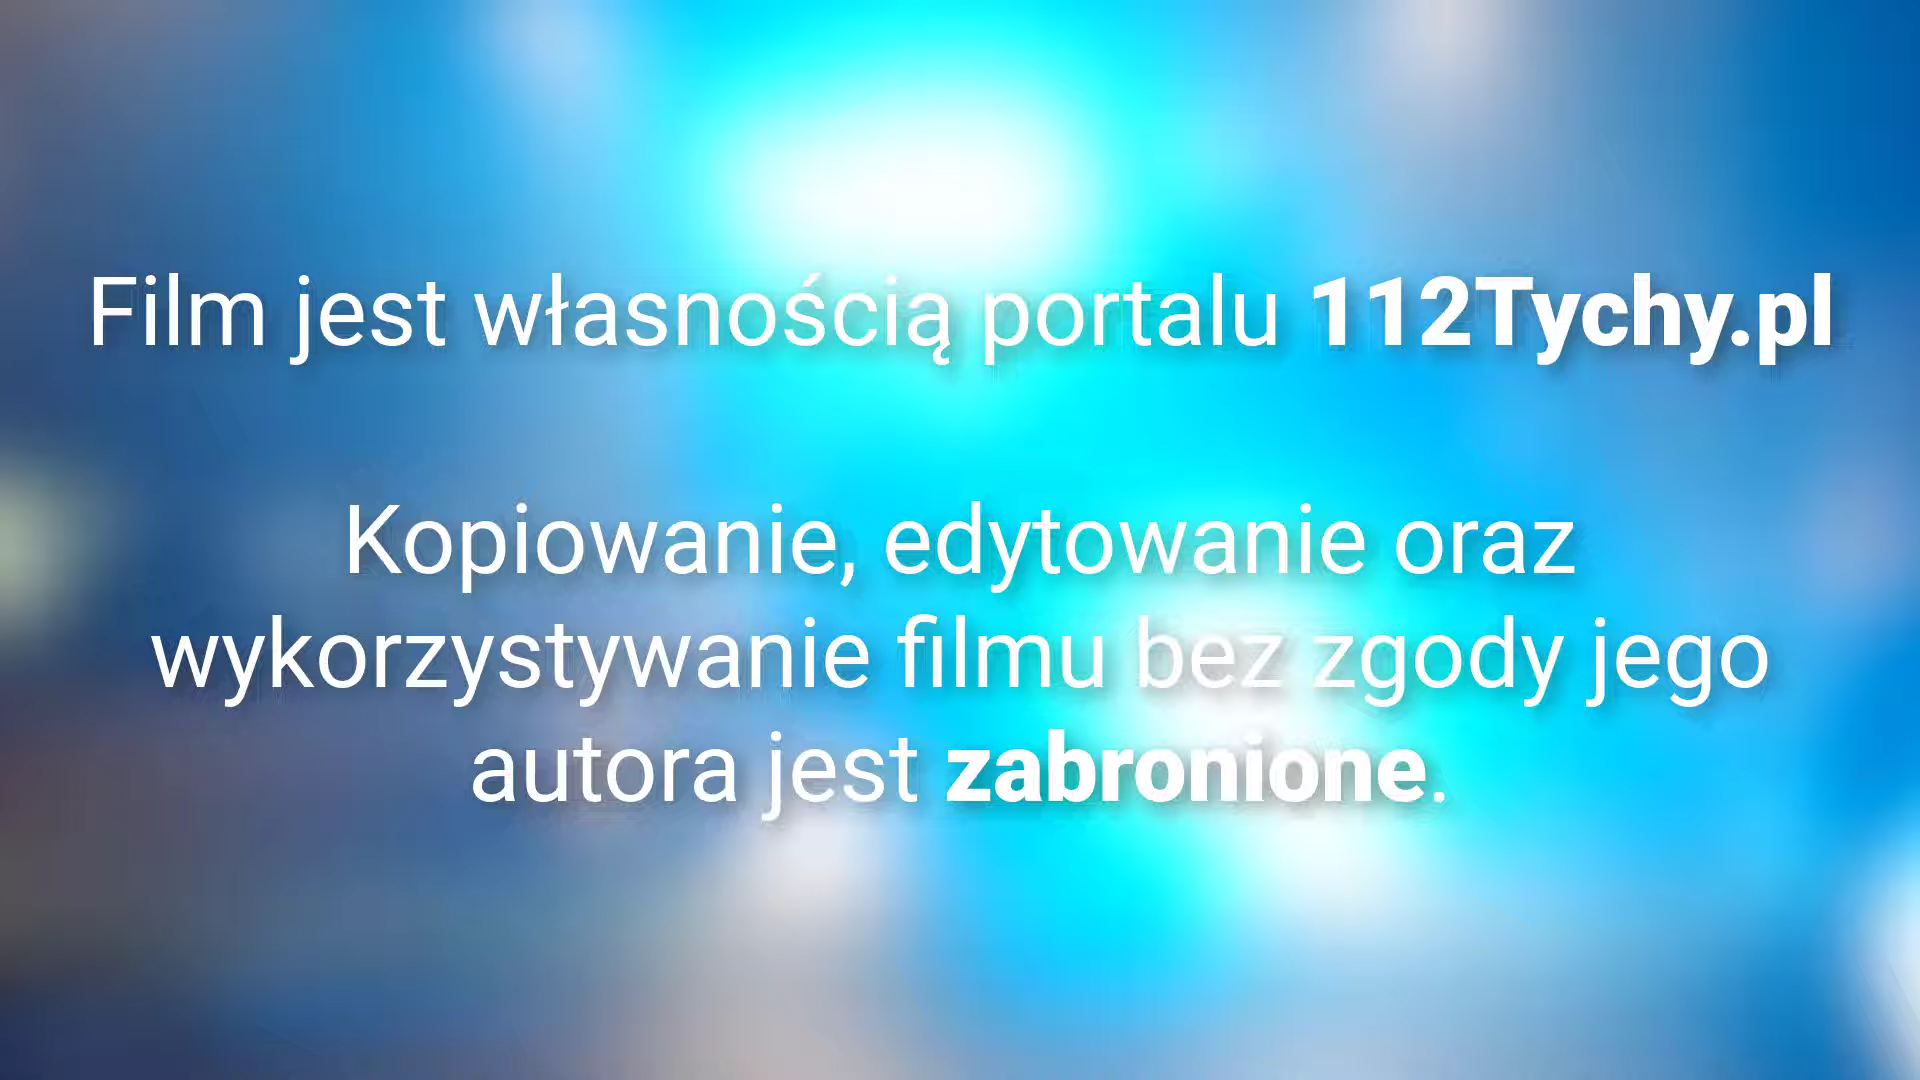 Film jest własnością portalu 112Tychy.pl
Kopiowanie, edytowanie oraz
wykorzystywanie filmu bez zgody jego
autora jest zabronione.